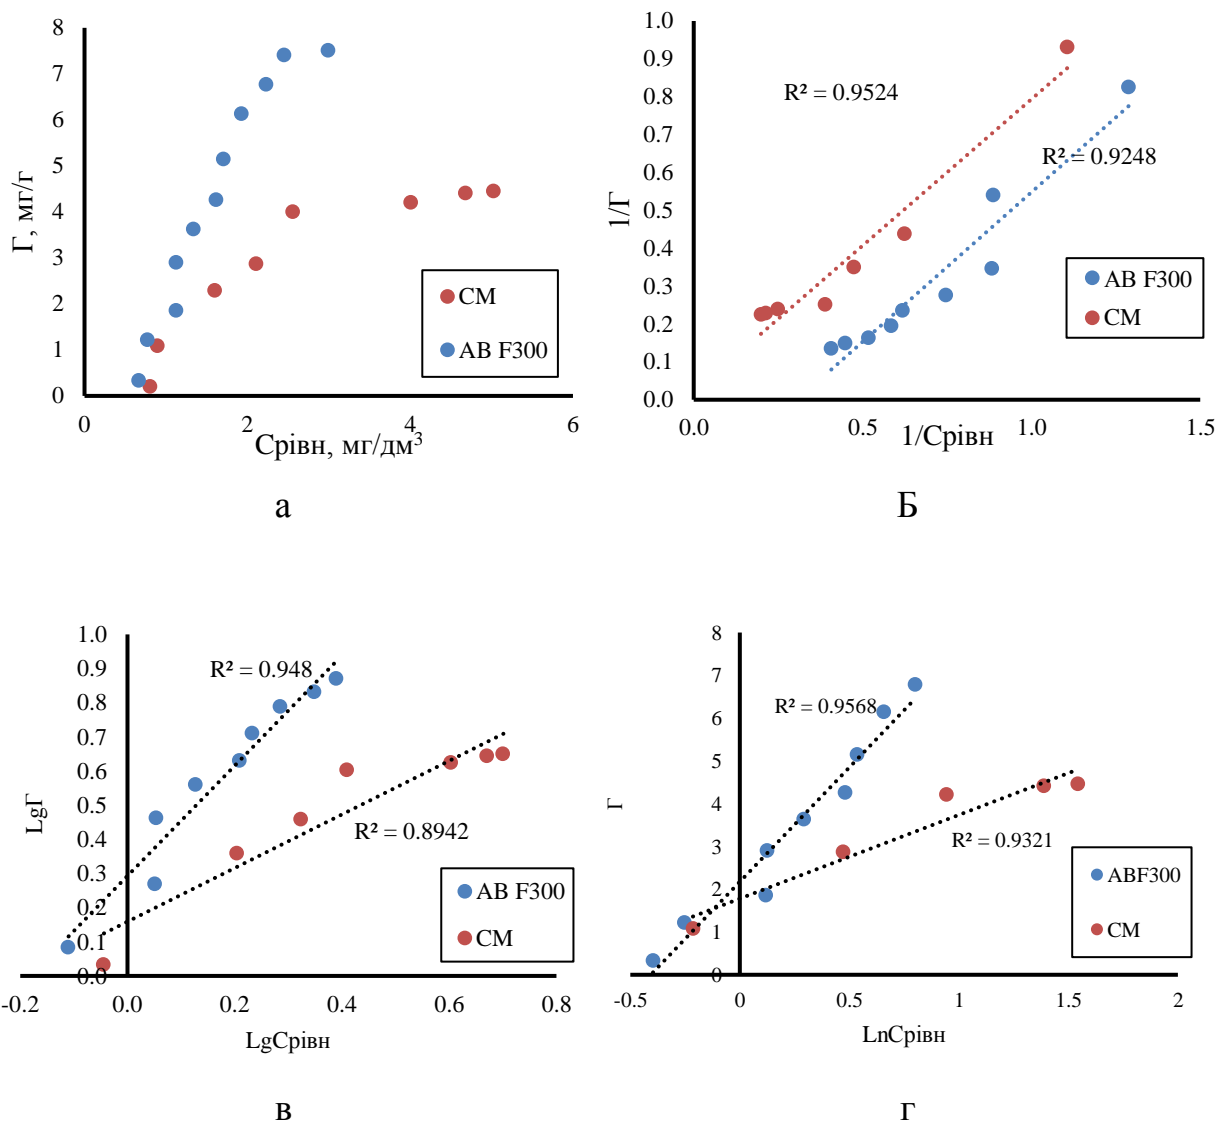 8
7
6
5
4
3
2
1
0
0
2
4
6
Г, мг/г
Срівн, мг/дм³
СМ
АВ F300
а
1.0
0.9
0.8
0.7
0.6
0.5
0.4
0.3
0.2
0.1
0.0
0.0
0.5
1.0
1.5
1/Г
1/Срівн
R² = 0.9524
R² = 0.9248
АВ F300
СМ
Б
1.0
0.9
0.8
0.7
0.6
0.5
0.4
0.3
0.2
0.1
0.0
-0.2
0.0
0.2
0.4
0.6
0.8
LgГ
LgСрівн
R² = 0.948
R² = 0.8942
АВ F300
СМ
в
8
7
6
5
4
3
2
1
0
-0.5
0
0.5
1
1.5
2
Г
LnСрівн
R² = 0.9568
R² = 0.9321
АВF300
СМ
г